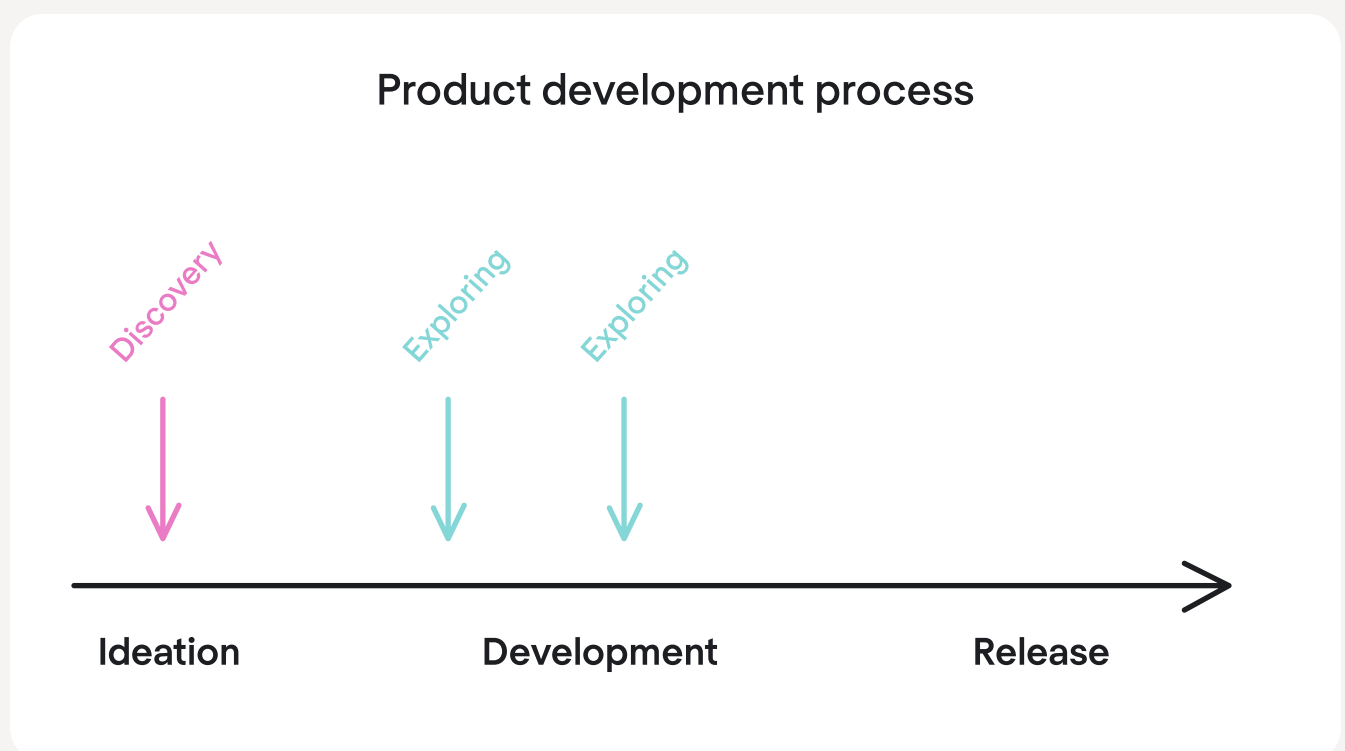 Product development process
Discovery
Exploring
Exploring
Ideation
Development
Release